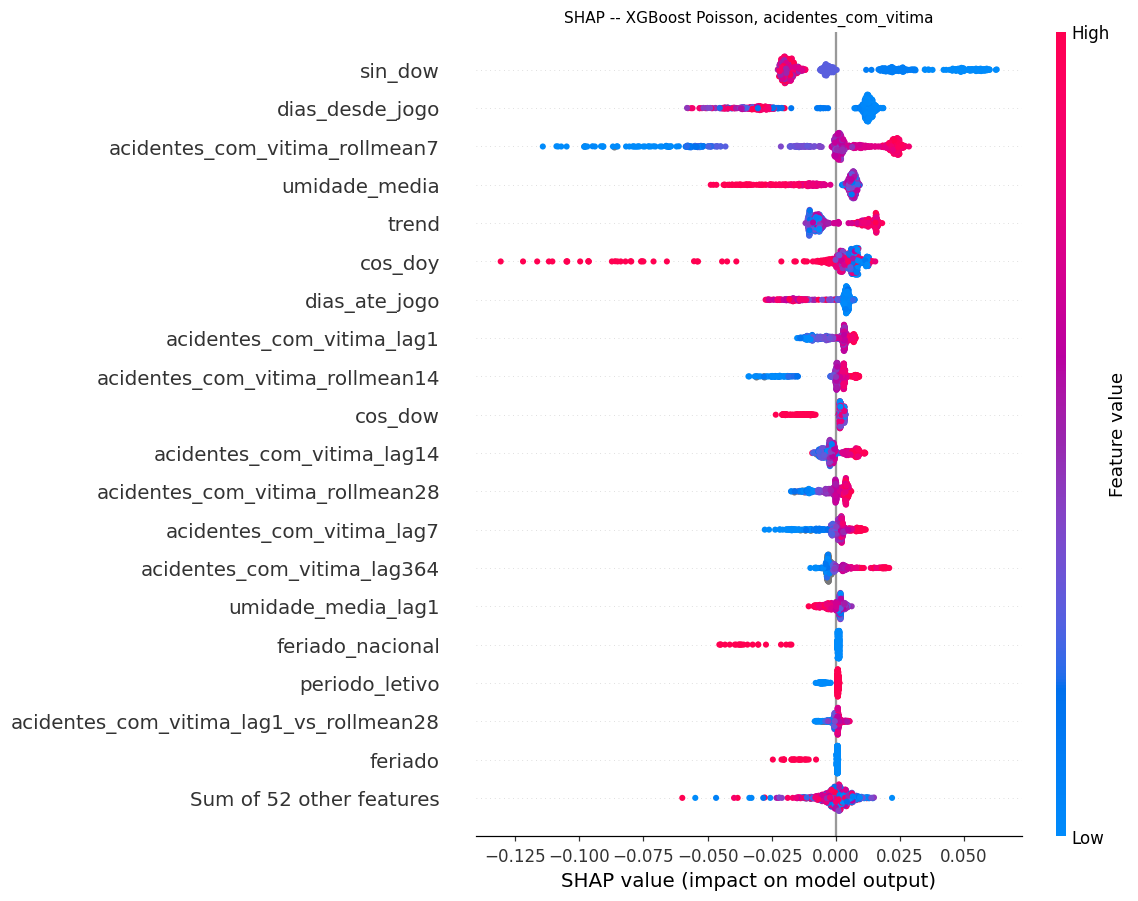 SHAP -- XGBoost Poisson, acidentes_com_vitima
High
sin_dow
dias_desde_jogo
acidentes_com_vitima_rollmean7
umidade_media
trend
cos_doy
dias_ate_jogo
acidentes_com_vitima_lag1
acidentes_com_vitima_rollmean14
cos_dow
acidentes_com_vitima_lag14
acidentes_com_vitima_rollmean28
acidentes_com_vitima_lag7
acidentes_com_vitima_lag364
umidade_media_lag1
feriado_nacional
periodo_letivo
acidentes_com_vitima_lag1_vs_rollmean28
feriado
Sum of 52 other features
Feature value
Low
−0.125 −0.100 −0.075 −0.050 −0.025 0.000 0.025 0.050
SHAP value (impact on model output)